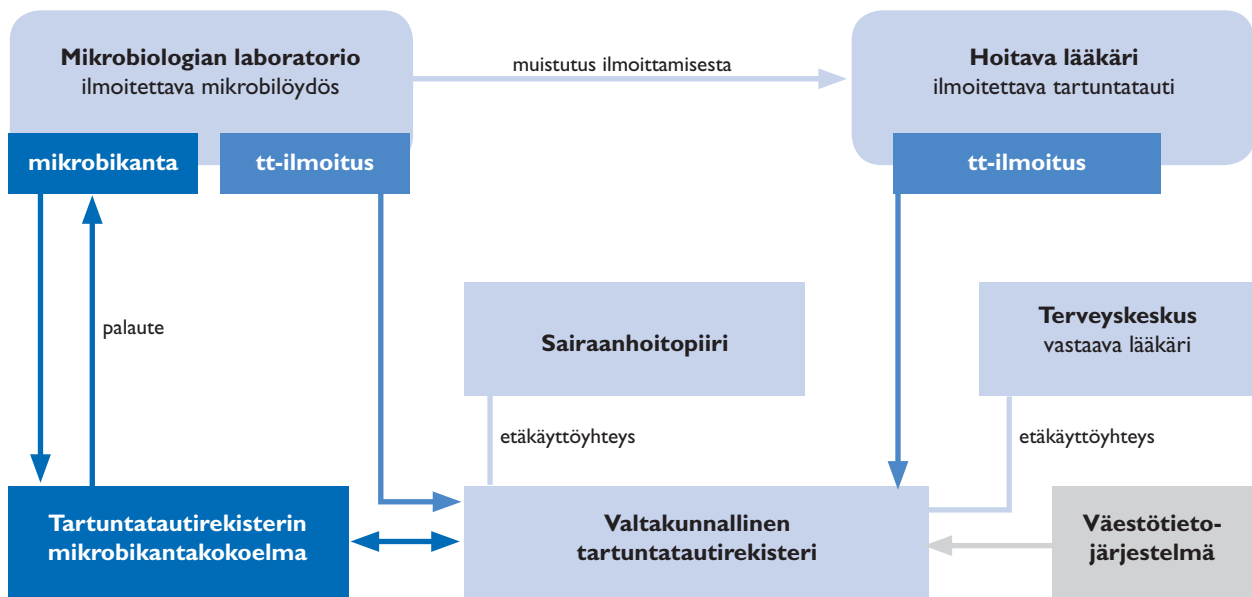 Mikrobiologian laboratorio
ilmoitettava mikrobilöydös
muistutus ilmoittamisesta
Hoitava lääkäri
ilmoitettava tartuntatauti
mikrobikanta
tt-ilmoitus
tt-ilmoitus
palaute
Sairaanhoitopiiri
Terveyskeskus
vastaava lääkäri
etäkäyttöyhteys
etäkäyttöyhteys
Tartuntatautirekisterin
mikrobikantakokoelma
Valtakunnallinen
tartuntatautirekisteri
Väestötieto-
järjestelmä